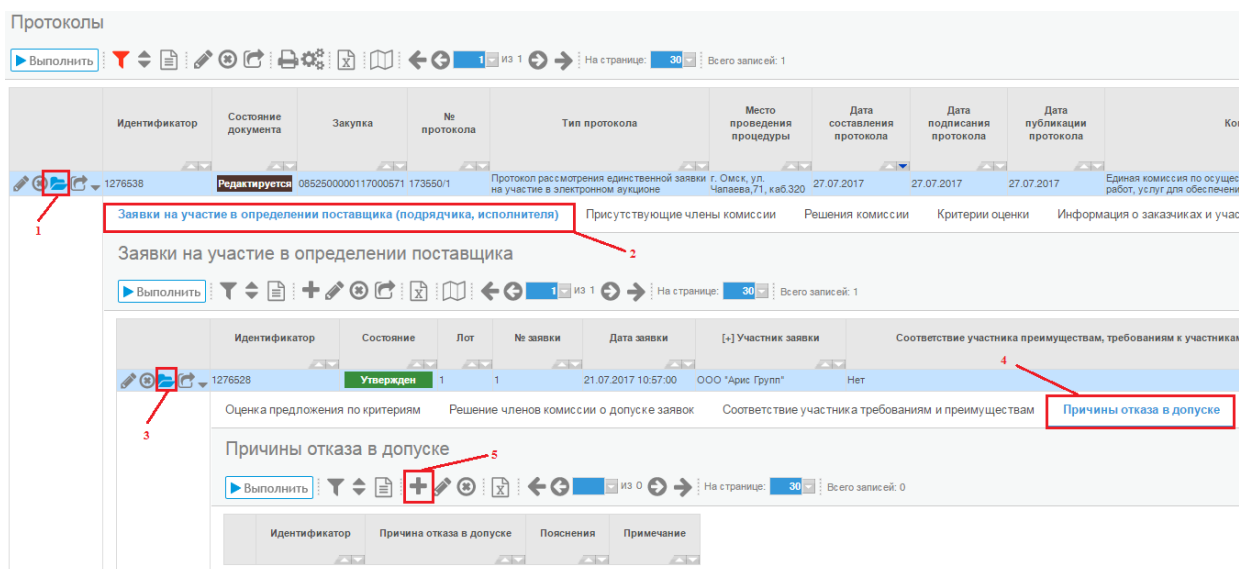 Протоколы
Выполнить 1 из 1 На странице: 30 Всего записей: 1
Идентификатор Состояние документа Закупка № протокола Тип протокола Место проведения процедуры Дата составления протокола Дата подписания протокола Дата публикации протокола
1276538 Редактируется 0852500000117000571 173550/1 Протокол рассмотрения единственной заявки г. Омск, ул. 27.07.2017 27.07.2017 27.07.2017 Единая комиссия по осущес
на участие в электронном аукционе Чапаева,71, каб.320 работ, услуг для обеспечени
1
Заявки на участие в определении поставщика (подрядчика, исполнителя) Присутствующие члены комиссии Решения комиссии Критерии оценки Информация о заказчиках и учас
2
Заявки на участие в определении поставщика
Выполнить 1 из 1 На странице: 30 Всего записей: 1
Идентификатор Состояние Лот № заявки Дата заявки [+] Участник заявки Соответствие участника преимуществам, требованиям к участникам
4
1276528 Утвержден 1 1 21.07.2017 10:57:00 ООО "Арис Групп" Нет
3
Оценка предложения по критериям Решение членов комиссии о допуске заявок Соответствие участника требованиям и преимуществам Причины отказа в допуске
Причины отказа в допуске
5
Выполнить из 0 На странице: 30 Всего записей: 0
Идентификатор Причина отказа в допуске Пояснения Примечание